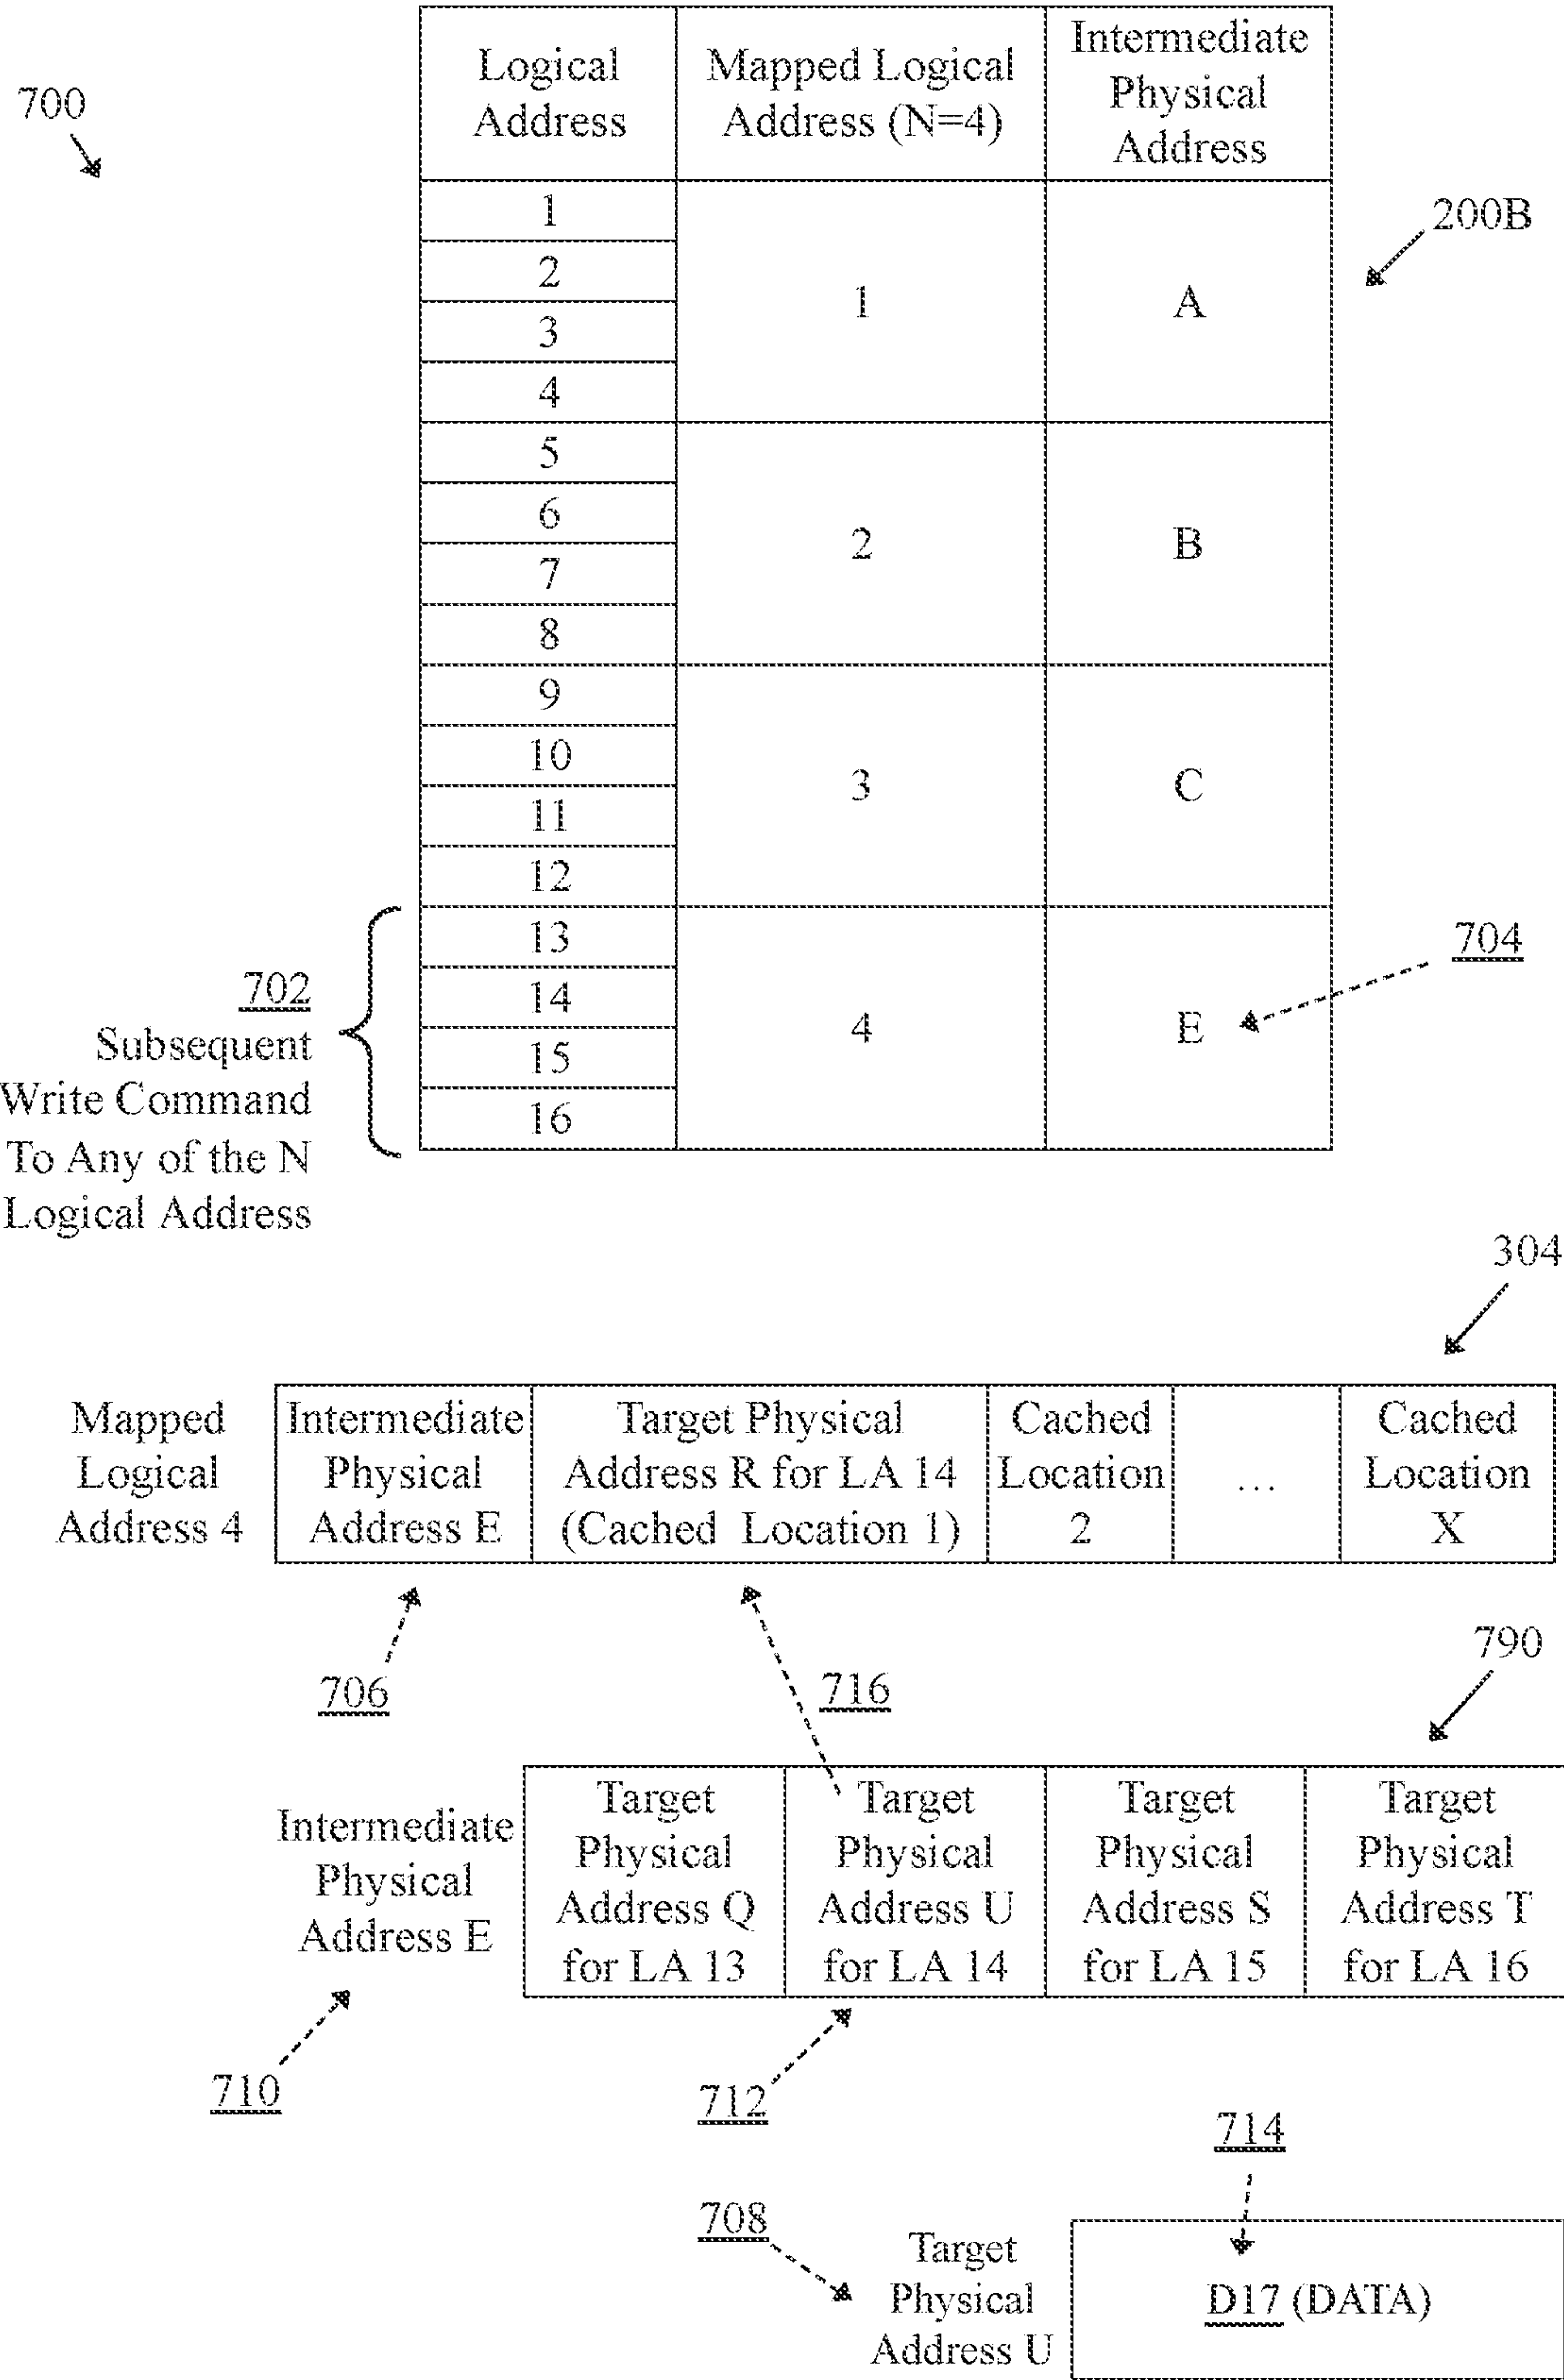 700
Logical
Address
Mapped Logical
Address (N=4)
Intermediate
Physical
Address
200B
1
2
3
4
1
A
5
6
7
8
2
B
9
10
11
12
3
C
13
14
15
16
4
E
704
702
Subsequent
Write Command
To Any of the N
Logical Address
304
Mapped
Logical
Address 4
Intermediate
Physical
Address E
Target Physical
Address R for LA 14
(Cached Location 1)
Cached
Location
2
...
Cached
Location
X
706
716
790
Intermediate
Physical
Address E
Target
Physical
Address Q
for LA 13
Target
Physical
Address U
for LA 14
Target
Physical
Address S
for LA 15
Target
Physical
Address T
for LA 16
710
712
714
708
Target
Physical
Address U
D17 (DATA)